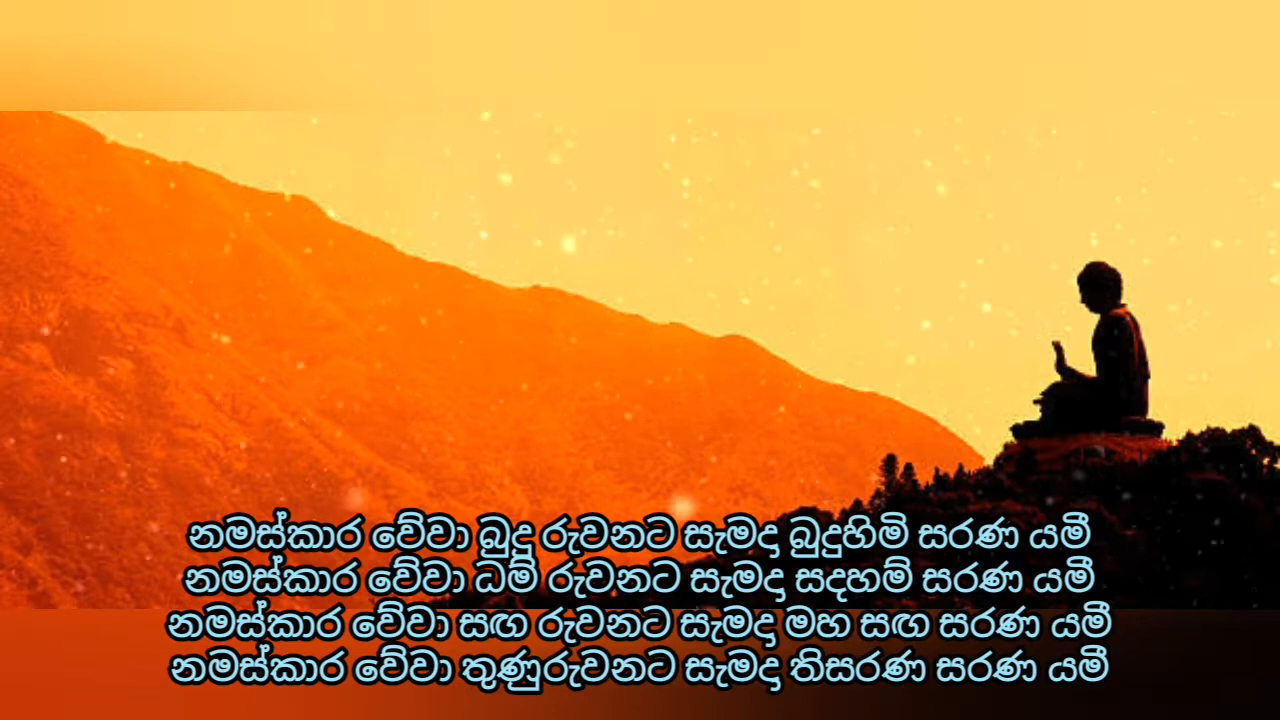 නමස්කාර වේවා බුදු රුවනට සැමදා බුදුහිමි සරණ යමී
නමස්කාර වේවා ධම් රුවනට සැමදා සදහම් සරණ යමී
නමස්කාර වේවා සඟ රුවනට සැමදා මහ සඟ සරණ යමී
නමස්කාර වේවා තුණුරුවනට සැමදා තිසරණ සරණ යමී